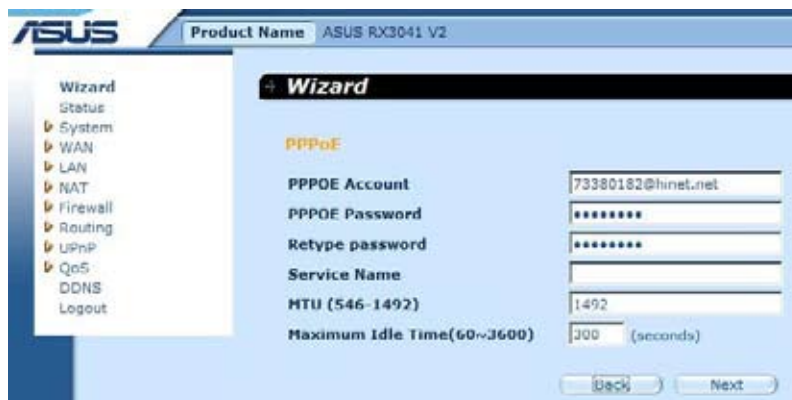 ASUS
Product Name ASUS RX3041 V2
Wizard
Status
System
WAN
LAN
NAT
Firewall
Routing
UPnP
QoS
DDNS
Logout
Wizard
PPPoE
PPPOE Account 73380182@hinet.net
PPPOE Password ••••••••
Retype password ••••••••
Service Name
MTU (546-1492) 1492
Maximum Idle Time(60~3600) 300 (seconds)
Back Next